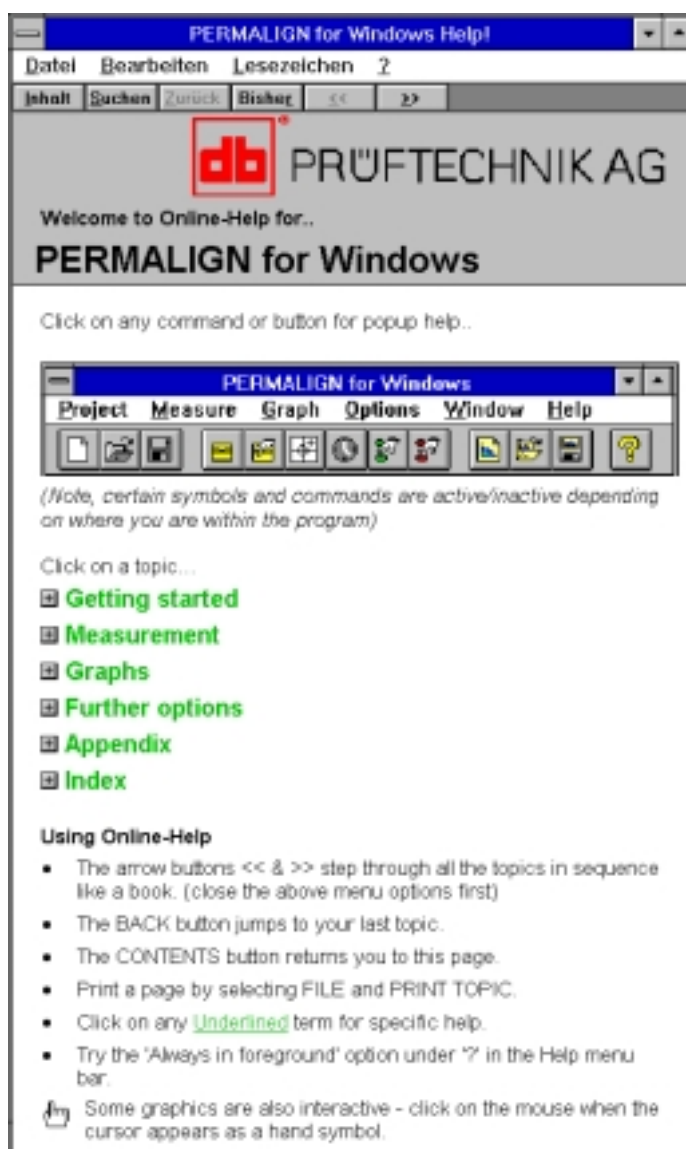 PERMALIGN for Windows Help!
Datei Bearbeiten Lesezeichen ?
Inhalt Suchen Zurück Bisher << >>
db PRÜFTECHNIK AG
Welcome to Online-Help for..
PERMALIGN for Windows
Click on any command or button for popup help..
PERMALIGN for Windows
Project Measure Graph Options Window Help
(Note, certain symbols and commands are active/inactive depending
on where you are within the program)
Click on a topic...
Getting started
Measurement
Graphs
Further options
Appendix
Index
Using Online-Help
• The arrow buttons << & >> step through all the topics in sequence
like a book. (close the above menu options first)
• The BACK button jumps to your last topic.
• The CONTENTS button returns you to this page.
• Print a page by selecting FILE and PRINT TOPIC.
• Click on any Underlined term for specific help.
• Try the 'Always in foreground' option under '?' in the Help menu
bar.
Some graphics are also interactive - click on the mouse when the
cursor appears as a hand symbol.